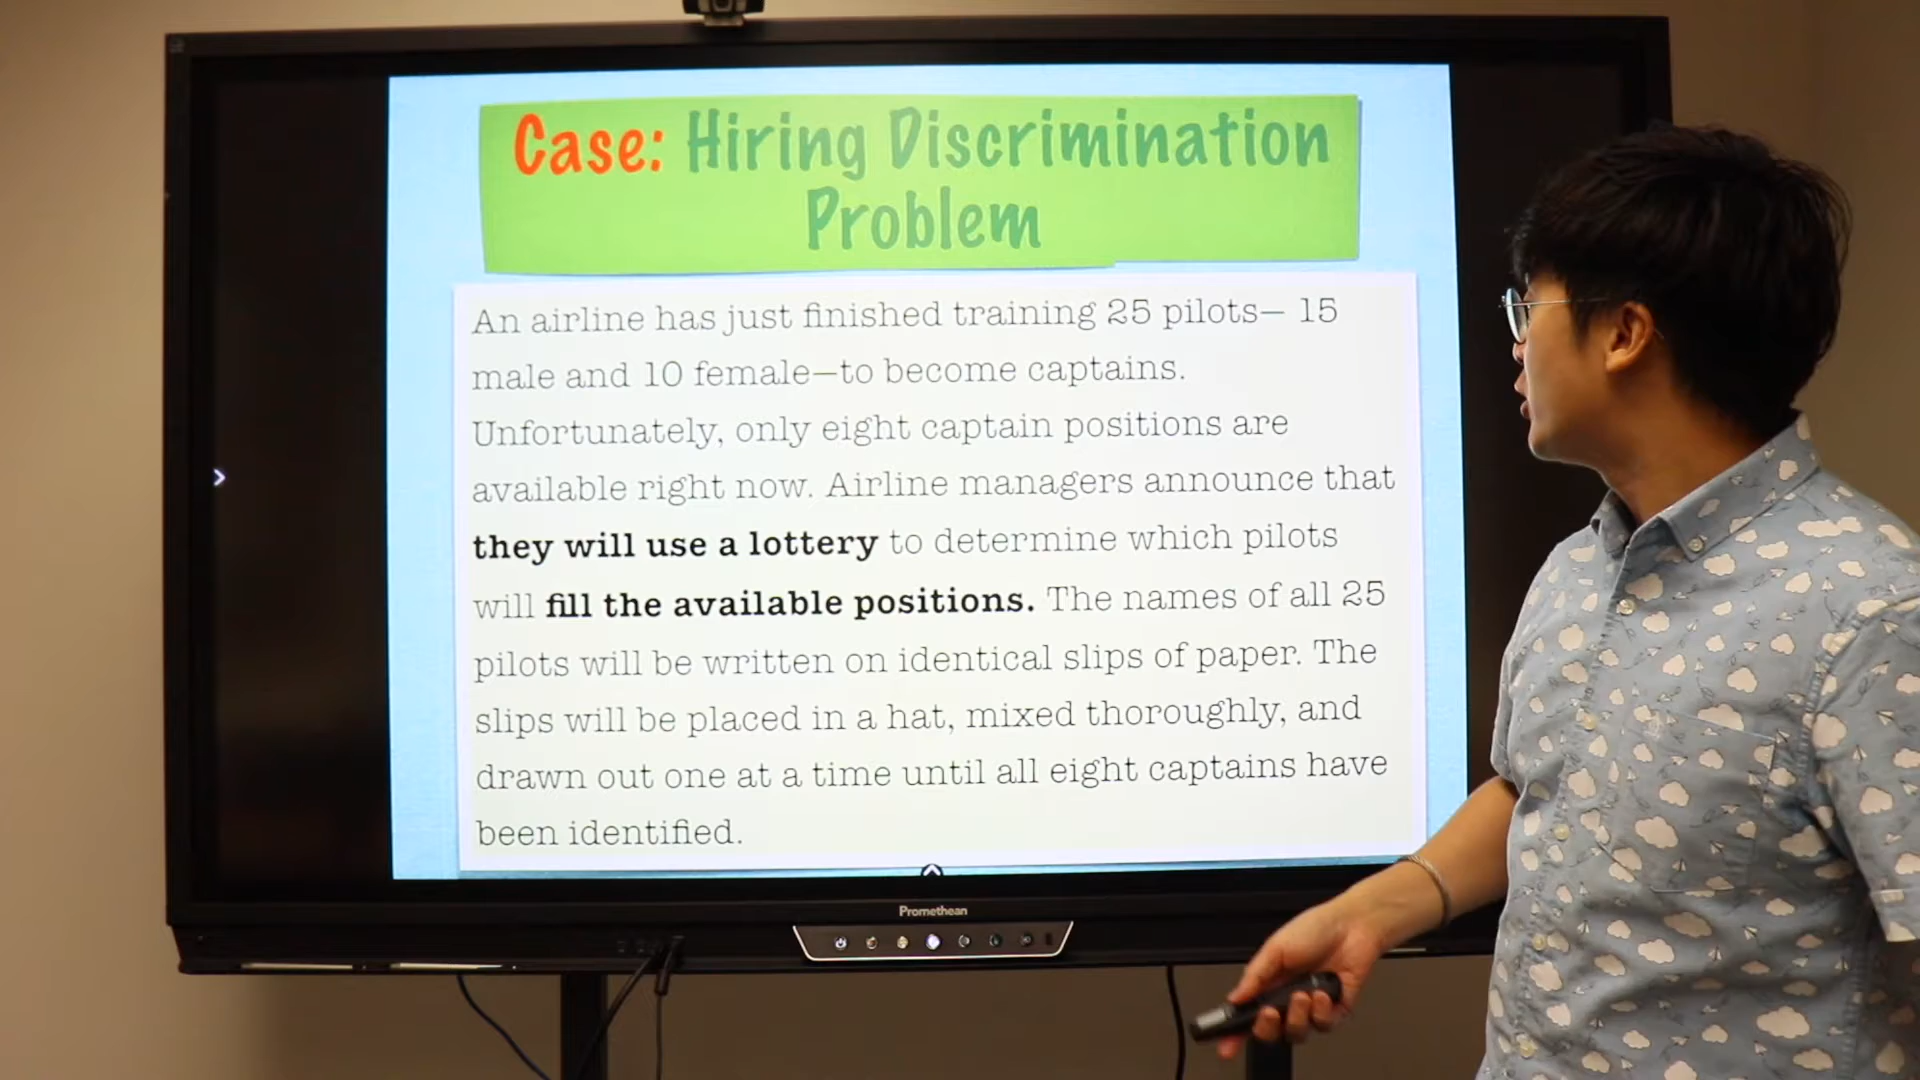 Case: Hiring Discrimination
Problem
An airline has just finished training 25 pilots— 15
male and 10 female—to become captains.
Unfortunately, only eight captain positions are
available right now. Airline managers announce that
they will use a lottery to determine which pilots
will fill the available positions. The names of all 25
pilots will be written on identical slips of paper. The
slips will be placed in a hat, mixed thoroughly, and
drawn out one at a time until all eight captains have
been identified.
Promethean